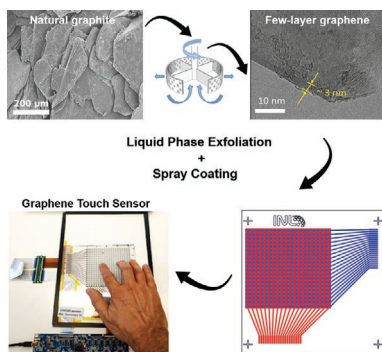 Natural graphite
Few-layer graphene
200 µm
10 nm
~ 3 nm
Liquid Phase Exfoliation
+
Spray Coating
Graphene Touch Sensor